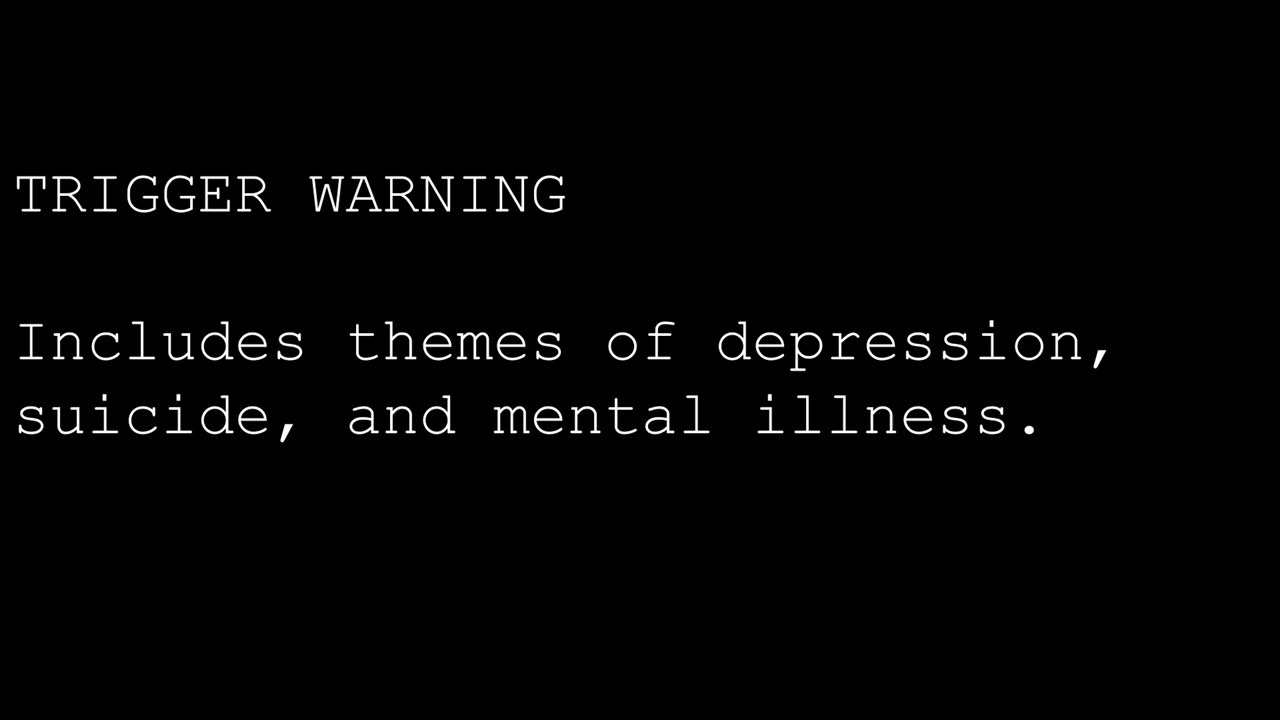 TRIGGER WARNING
Includes themes of depression,
suicide, and mental illness.